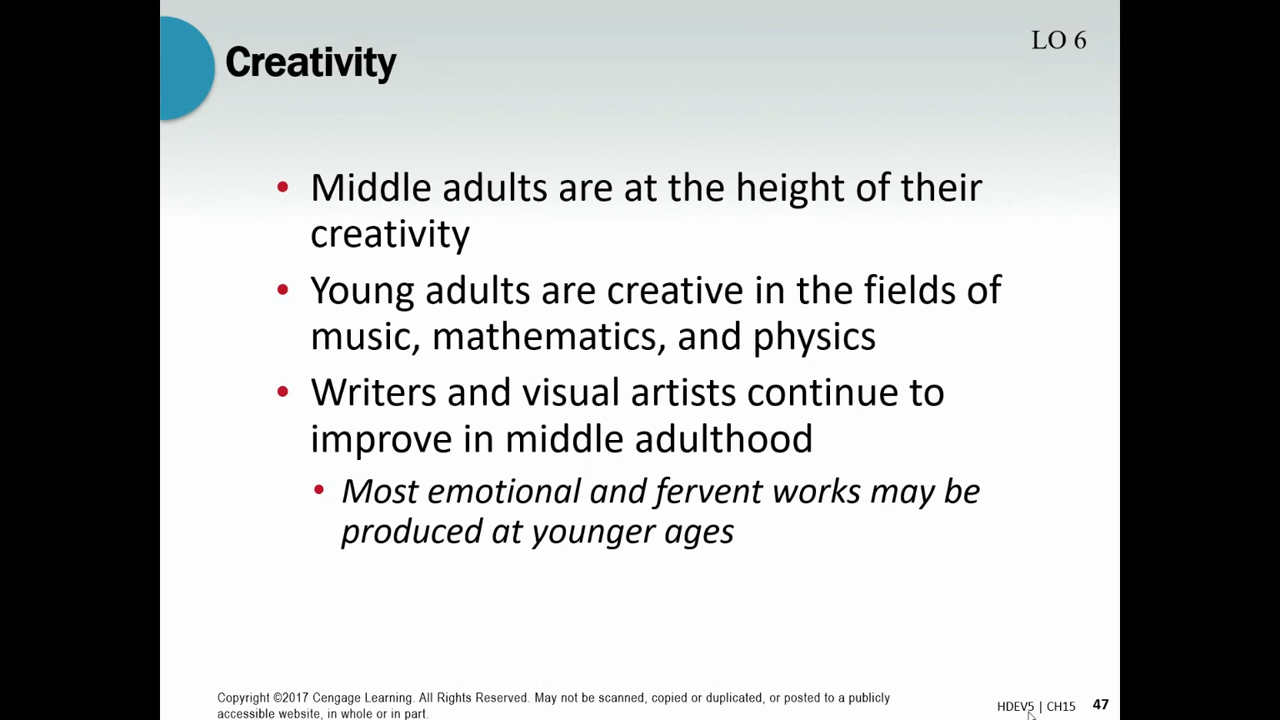 LO 6
Creativity
• Middle adults are at the height of their
creativity
• Young adults are creative in the fields of
music, mathematics, and physics
• Writers and visual artists continue to
improve in middle adulthood
• Most emotional and fervent works may be
produced at younger ages
Copyright ©2017 Cengage Learning. All Rights Reserved. May not be scanned, copied or duplicated, or posted to a publicly
accessible website, in whole or in part.
HDEV5 | CH15 47